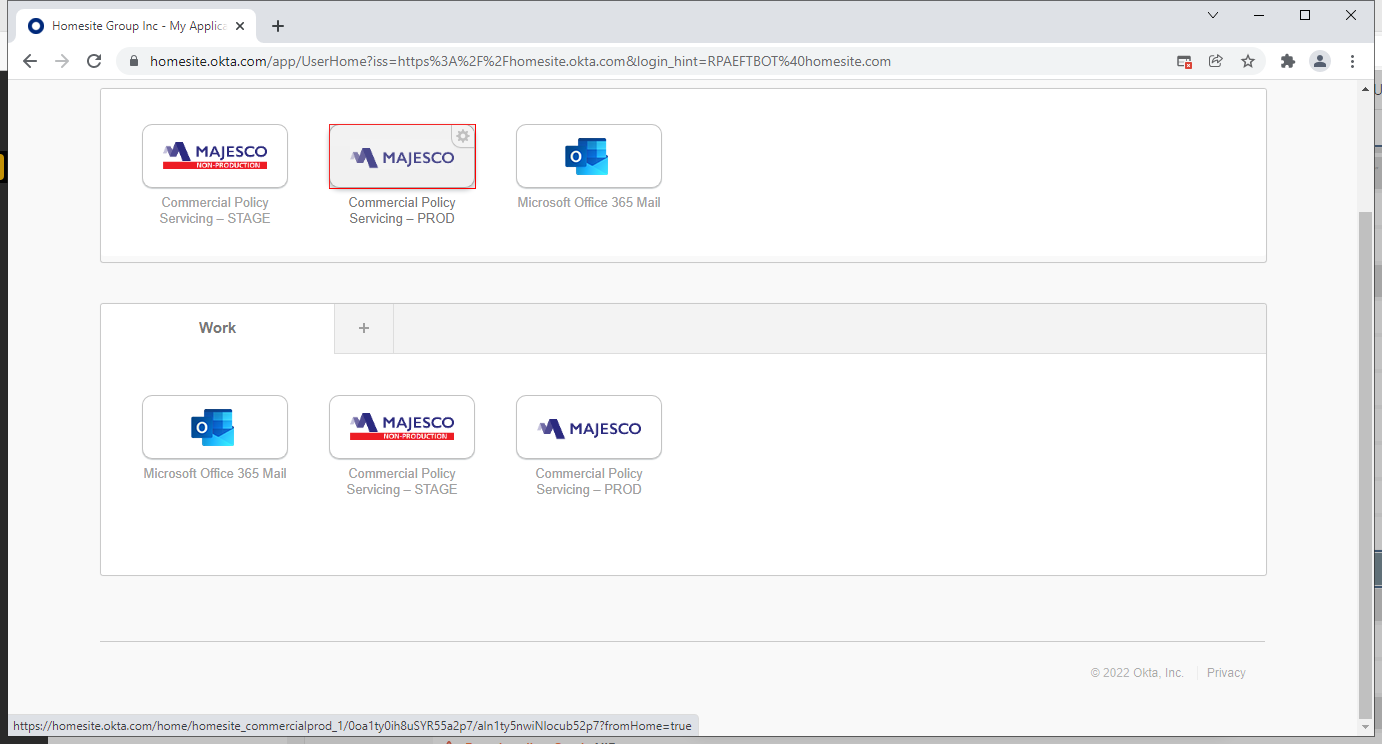 Homesite Group Inc - My Applica
homesite.okta.com/app/UserHome?iss=https%3A%2F%2Fhomesite.okta.com&login_hint=RPAEFTBOT%40homesite.com
MAJESCO
NON-PRODUCTION
Commercial Policy
Servicing – STAGE
MAJESCO
Commercial Policy
Servicing – PROD
O
Microsoft Office 365 Mail
Work
+
O
Microsoft Office 365 Mail
MAJESCO
NON-PRODUCTION
Commercial Policy
Servicing – STAGE
MAJESCO
Commercial Policy
Servicing – PROD
© 2022 Okta, Inc.
Privacy
https://homesite.okta.com/home/homesite_commercialprod_1/0oa1ty0ih8uSYR55a2p7/aln1ty5nwiNlocub52p7?fromHome=true